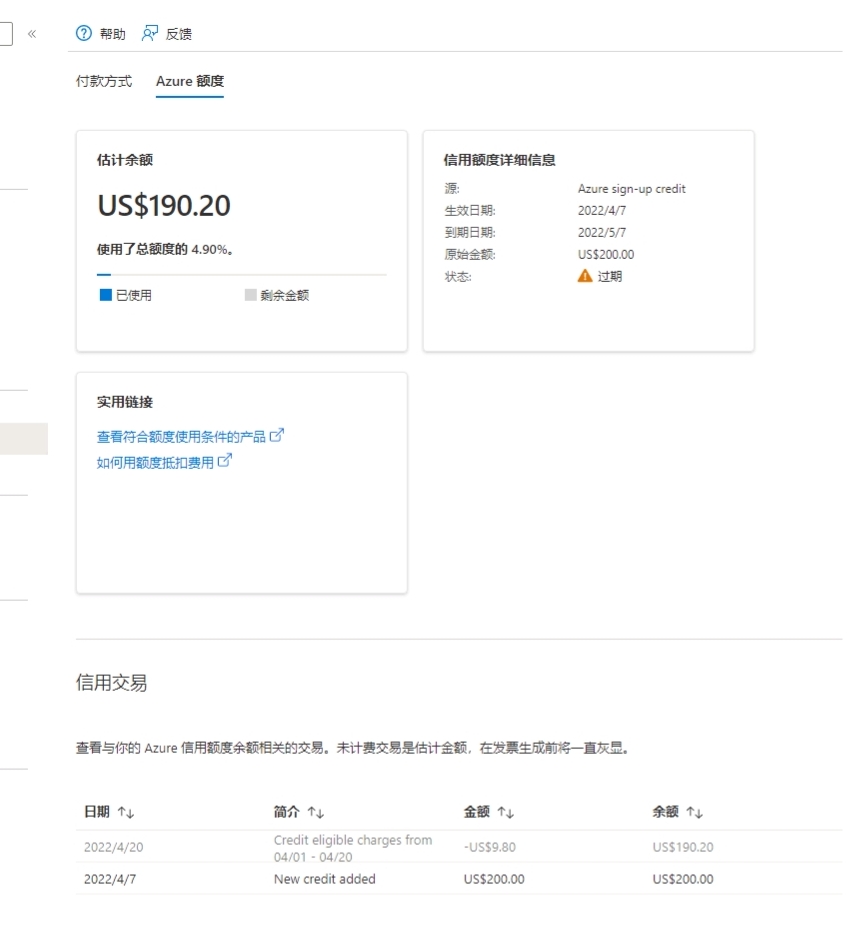 帮助 反馈
付款方式 Azure 额度
估计余额
US$190.20
使用了总额度的 4.90%。
已使用 剩余金额
信用额度详细信息
源: Azure sign-up credit
生效日期: 2022/4/7
到期日期: 2022/5/7
原始金额: US$200.00
状态: 过期
实用链接
查看符合额度使用条件的产品
如何用额度抵扣费用
信用交易
查看与你的 Azure 信用额度余额相关的交易。未计费交易是估计金额，在发票生成前将一直灰显。
日期 简介 金额 余额
2022/4/20 Credit eligible charges from -US$9.80 US$190.20
04/01 - 04/20
2022/4/7 New credit added US$200.00 US$200.00